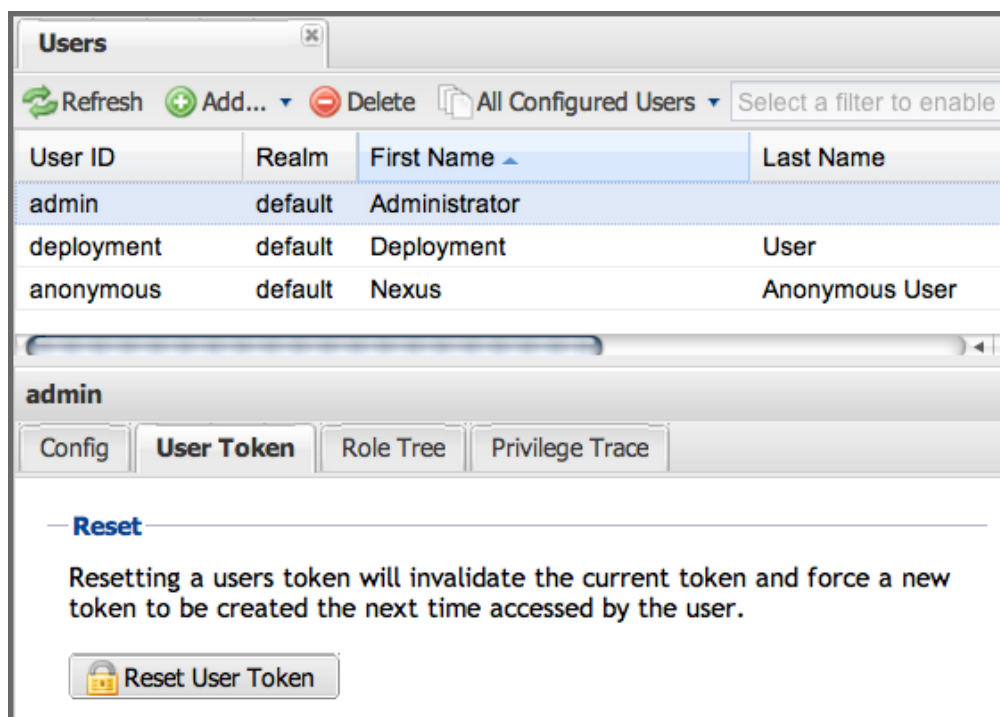 Users
Refresh Add... Delete All Configured Users Select a filter to enable
User ID Realm First Name Last Name
admin default Administrator
deployment default Deployment User
anonymous default Nexus Anonymous User
admin
Config User Token Role Tree Privilege Trace
Reset
Resetting a users token will invalidate the current token and force a new
token to be created the next time accessed by the user.
Reset User Token